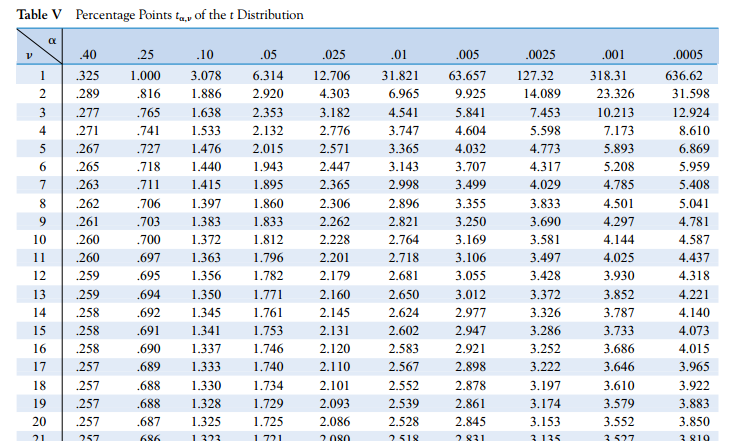 Table V Percentage Points tα,ν of the t Distribution
α
ν .40 .25 .10 .05 .025 .01 .005 .0025 .001 .0005
1 .325 1.000 3.078 6.314 12.706 31.821 63.657 127.32 318.31 636.62
2 .289 .816 1.886 2.920 4.303 6.965 9.925 14.089 23.326 31.598
3 .277 .765 1.638 2.353 3.182 4.541 5.841 7.453 10.213 12.924
4 .271 .741 1.533 2.132 2.776 3.747 4.604 5.598 7.173 8.610
5 .267 .727 1.476 2.015 2.571 3.365 4.032 4.773 5.893 6.869
6 .265 .718 1.440 1.943 2.447 3.143 3.707 4.317 5.208 5.959
7 .263 .711 1.415 1.895 2.365 2.998 3.499 4.029 4.785 5.408
8 .262 .706 1.397 1.860 2.306 2.896 3.355 3.833 4.501 5.041
9 .261 .703 1.383 1.833 2.262 2.821 3.250 3.690 4.297 4.781
10 .260 .700 1.372 1.812 2.228 2.764 3.169 3.581 4.144 4.587
11 .260 .697 1.363 1.796 2.201 2.718 3.106 3.497 4.025 4.437
12 .259 .695 1.356 1.782 2.179 2.681 3.055 3.428 3.930 4.318
13 .259 .694 1.350 1.771 2.160 2.650 3.012 3.372 3.852 4.221
14 .258 .692 1.345 1.761 2.145 2.624 2.977 3.326 3.787 4.140
15 .258 .691 1.341 1.753 2.131 2.602 2.947 3.286 3.733 4.073
16 .258 .690 1.337 1.746 2.120 2.583 2.921 3.252 3.686 4.015
17 .257 .689 1.333 1.740 2.110 2.567 2.898 3.222 3.646 3.965
18 .257 .688 1.330 1.734 2.101 2.552 2.878 3.197 3.610 3.922
19 .257 .688 1.328 1.729 2.093 2.539 2.861 3.174 3.579 3.883
20 .257 .687 1.325 1.725 2.086 2.528 2.845 3.153 3.552 3.850
21 .257 .686 1.323 1.721 2.080 2.518 2.831 3.135 3.527 3.819